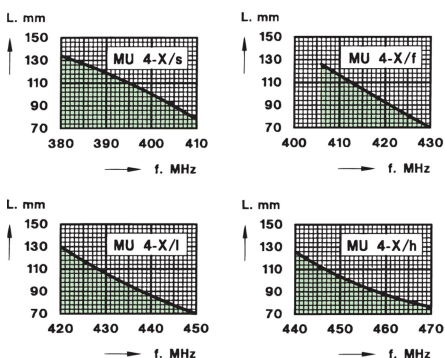 L. mm
150
130
110
90
70
MU 4-X/s
380 390 400 410
f. MHz
L. mm
150
130
110
90
70
MU 4-X/f
400 410 420 430
f. MHz
L. mm
150
130
110
90
70
MU 4-X/l
420 430 440 450
f. MHz
L. mm
150
130
110
90
70
MU 4-X/h
440 450 460 470
f. MHz